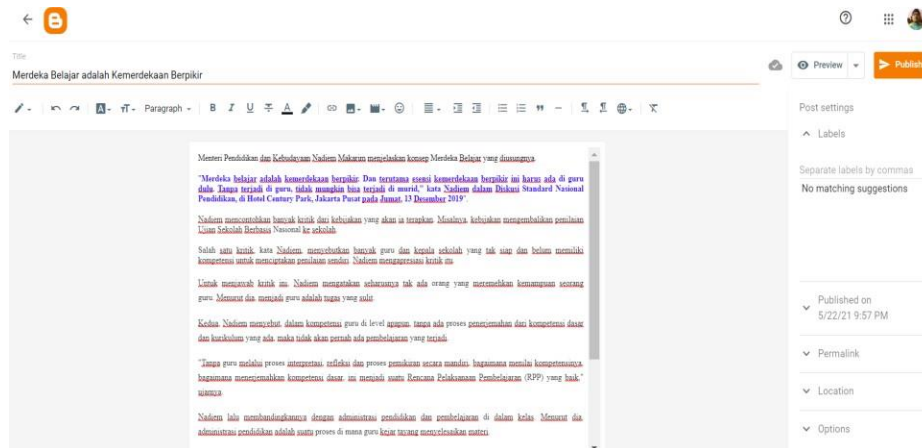 Title
Merdeka Belajar adalah Kemerdekaan Berpikir
Preview
Publish
Paragraph
Post settings
Labels
Separate labels by commas
No matching suggestions
Published on
5/22/21 9:57 PM
Permalink
Location
Options
Menteri Pendidikan dan Kebudayaan Nadiem Makarim menjelaskan konsep Merdeka Belajar yang diusungnya.
"Merdeka belajar adalah kemerdekaan berpikir. Dan terutama esensi kemerdekaan berpikir ini harus ada di guru
dulu. Tanpa terjadi di guru, tidak mungkin bisa terjadi di murid," kata Nadiem dalam Diskusi Standard Nasional
Pendidikan, di Hotel Century Park, Jakarta Pusat pada Jumat, 13 Desember 2019".
Nadiem mencontohkan banyak kritik dari kebijakan yang akan ia terapkan. Misalnya, kebijakan mengembalikan penilaian
Ujian Sekolah Berbasis Nasional ke sekolah.
Salah satu kritik, kata Nadiem, menyebutkan banyak guru dan kepala sekolah yang tak siap dan belum memiliki
kompetensi untuk menciptakan penilaian sendiri. Nadiem mengapresiasi kritik itu.
Untuk menjawab kritik ini, Nadiem mengatakan seharusnya tak ada orang yang meremehkan kemampuan seorang
guru. Menurut dia, menjadi guru adalah tugas yang sulit.
Kedua, Nadiem menyebut, dalam kompetensi guru di level apapun, tanpa ada proses penerjemahan dari kompetensi dasar
dan kurikulum yang ada, maka tidak akan pernah ada pembelajaran yang terjadi.
"Tanpa guru melalui proses interpretasi, refleksi dan proses pemikiran secara mandiri, bagaimana menilai kompetensinya,
bagaimana menerjemahkan kompetensi dasar, ini menjadi suatu Rencana Pelaksanaan Pembelajaran (RPP) yang baik,"
ujarnya.
Nadiem lalu membandingkannya dengan administrasi pendidikan dan pembelajaran di dalam kelas. Menurut dia,
administrasi pendidikan adalah suatu proses di mana guru kejar tayang menyelesaikan materi.